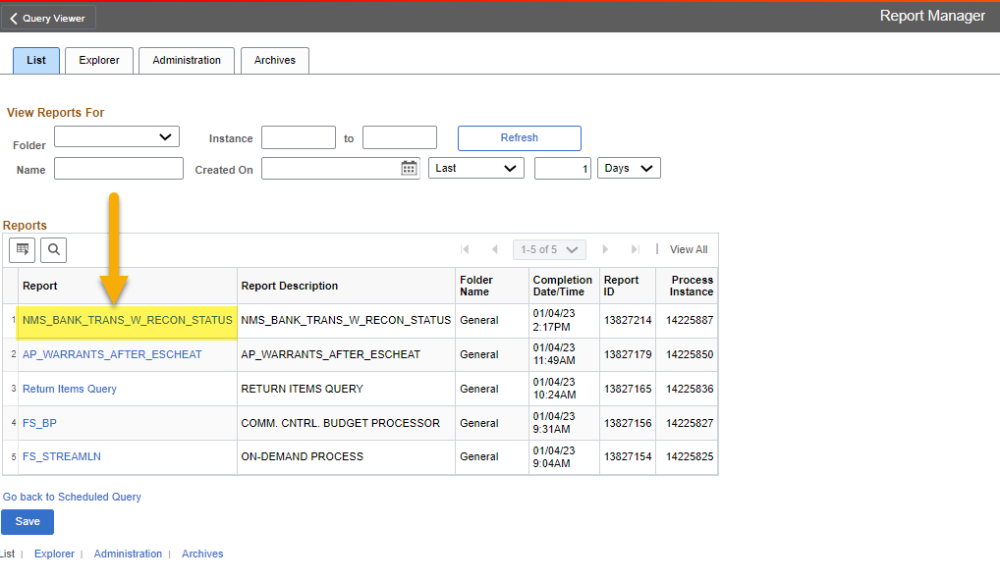 Query Viewer
Report Manager
List
Explorer
Administration
Archives
View Reports For
Folder
Instance
to
Refresh
Name
Created On
Last
1
Days
Reports
1-5 of 5
| View All
Report Report Description Folder Name Completion Date/Time Report ID Process Instance
1 NMS_BANK_TRANS_W_RECON_STATUS NMS_BANK_TRANS_W_RECON_STATUS General 01/04/23 2:17PM 13827214 14225887
2 AP_WARRANTS_AFTER_ESCHEAT AP_WARRANTS_AFTER_ESCHEAT General 01/04/23 11:49AM 13827179 14225850
3 Return Items Query RETURN ITEMS QUERY General 01/04/23 10:24AM 13827165 14225836
4 FS_BP COMM. CNTRL. BUDGET PROCESSOR General 01/04/23 9:31AM 13827156 14225827
5 FS_STREAMLN ON-DEMAND PROCESS General 01/04/23 9:04AM 13827154 14225825
Go back to Scheduled Query
Save
List | Explorer | Administration | Archives